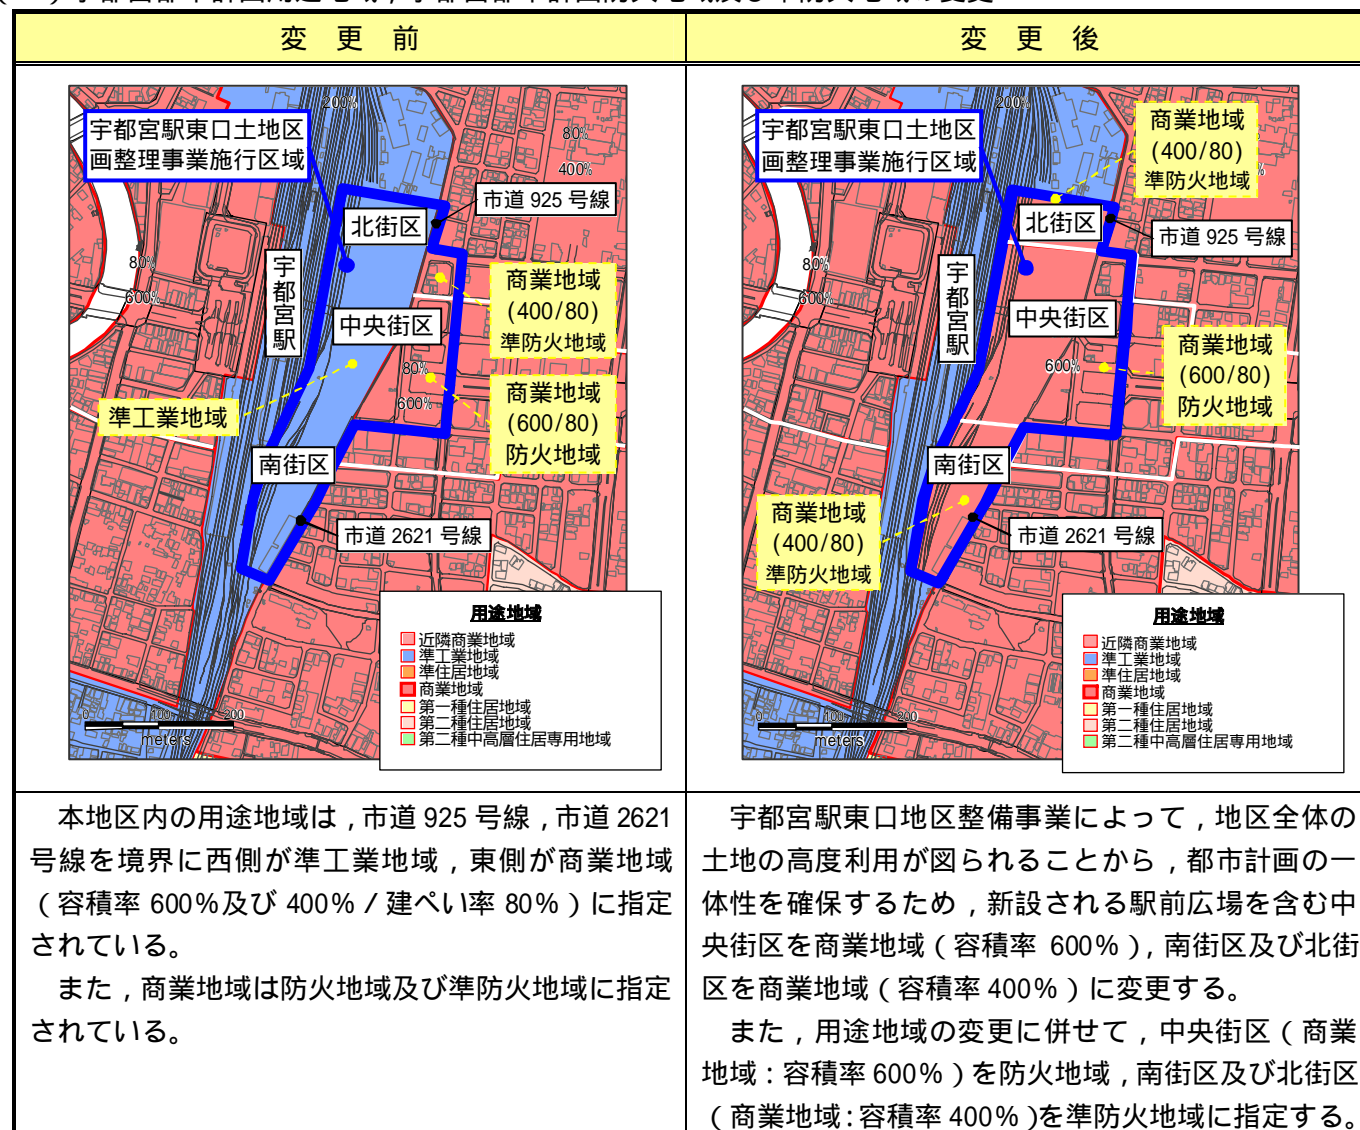 変 更 前
宇都宮駅東口土地区
画整理事業施行区域
200%
80%
400%
市道 925 号線
北街区
宇都宮駅
80%
600%
商業地域
(400/80)
準防火地域
中央街区
80%
600%
商業地域
(600/80)
防火地域
準工業地域
南街区
市道 2621 号線
用途地域
近隣商業地域
準工業地域
準住居地域
商業地域
第一種住居地域
第二種住居地域
第二種中高層住居専用地域
0 100 200
meters
本地区内の用途地域は，市道 925 号線，市道 2621
号線を境界に西側が準工業地域，東側が商業地域
（容積率 600％及び 400％／建ぺい率 80％）に指定
されている。
また，商業地域は防火地域及び準防火地域に指定
されている。
変 更 後
宇都宮駅東口土地区
画整理事業施行区域
200%
商業地域
(400/80)
準防火地域
北街区
市道 925 号線
宇都宮駅
80%
600%
中央街区
600%
商業地域
(600/80)
防火地域
南街区
商業地域
(400/80)
準防火地域
市道 2621 号線
用途地域
近隣商業地域
準工業地域
準住居地域
商業地域
第一種住居地域
第二種住居地域
第二種中高層住居専用地域
0 100 200
meters
宇都宮駅東口地区整備事業によって，地区全体の
土地の高度利用が図られることから，都市計画の一
体性を確保するため，新設される駅前広場を含む中
央街区を商業地域（容積率 600％），南街区及び北街
区を商業地域（容積率 400％）に変更する。
また，用途地域の変更に併せて，中央街区（商業
地域：容積率 600％）を防火地域，南街区及び北街区
（商業地域：容積率 400％）を準防火地域に指定する。